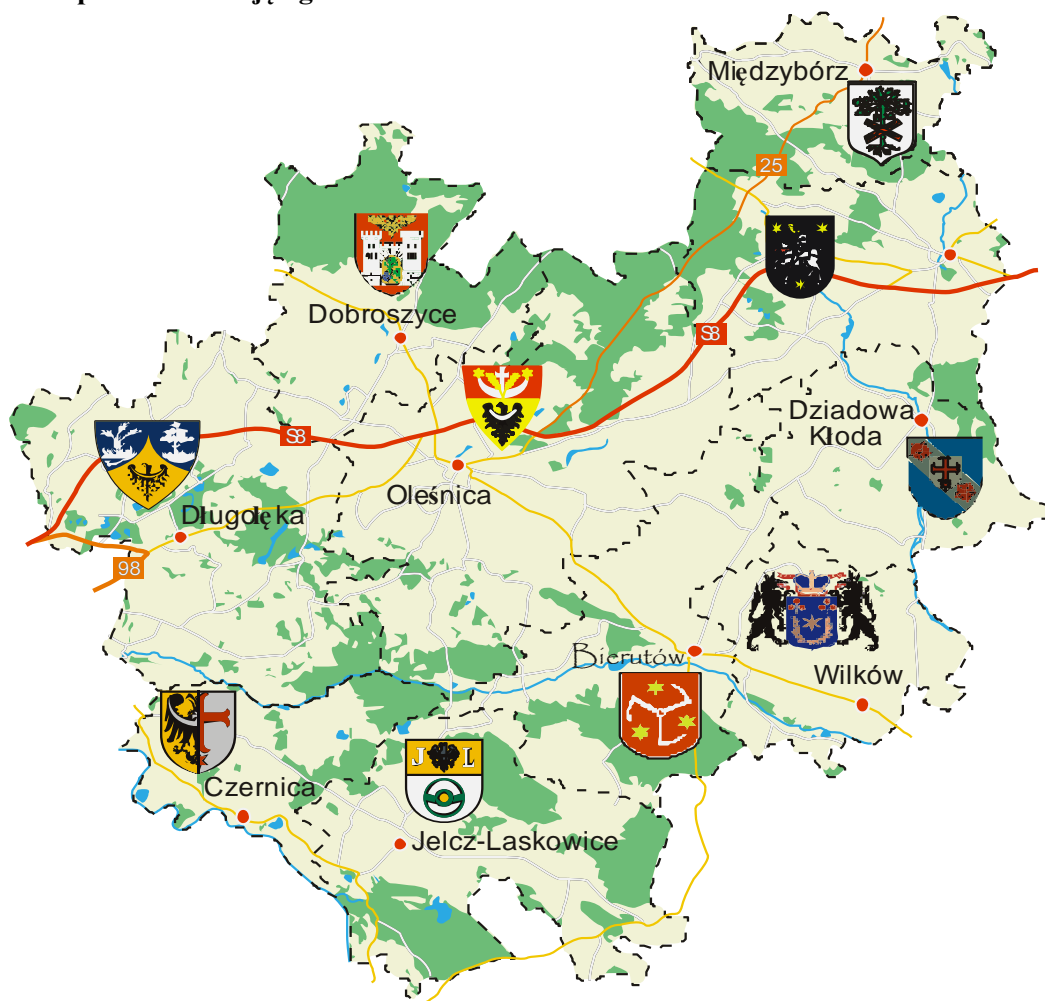 Międzybórz
25
Dobroszyce
S8
S8
Dziadowa
Kłoda
Oleśnica
Długołęka
98
Bierutów
Wilków
J L
Czernica
Jelcz-Laskowice